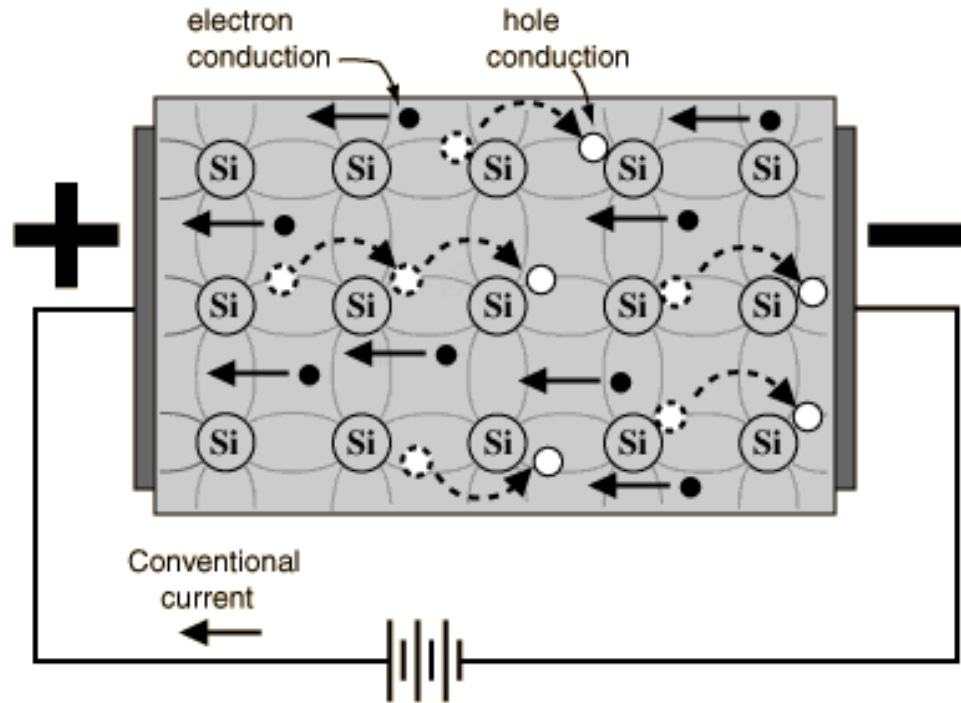 electron
conduction
hole
conduction
Si Si Si Si Si
+ −
Si Si Si Si Si
Si Si Si Si Si
Conventional
current